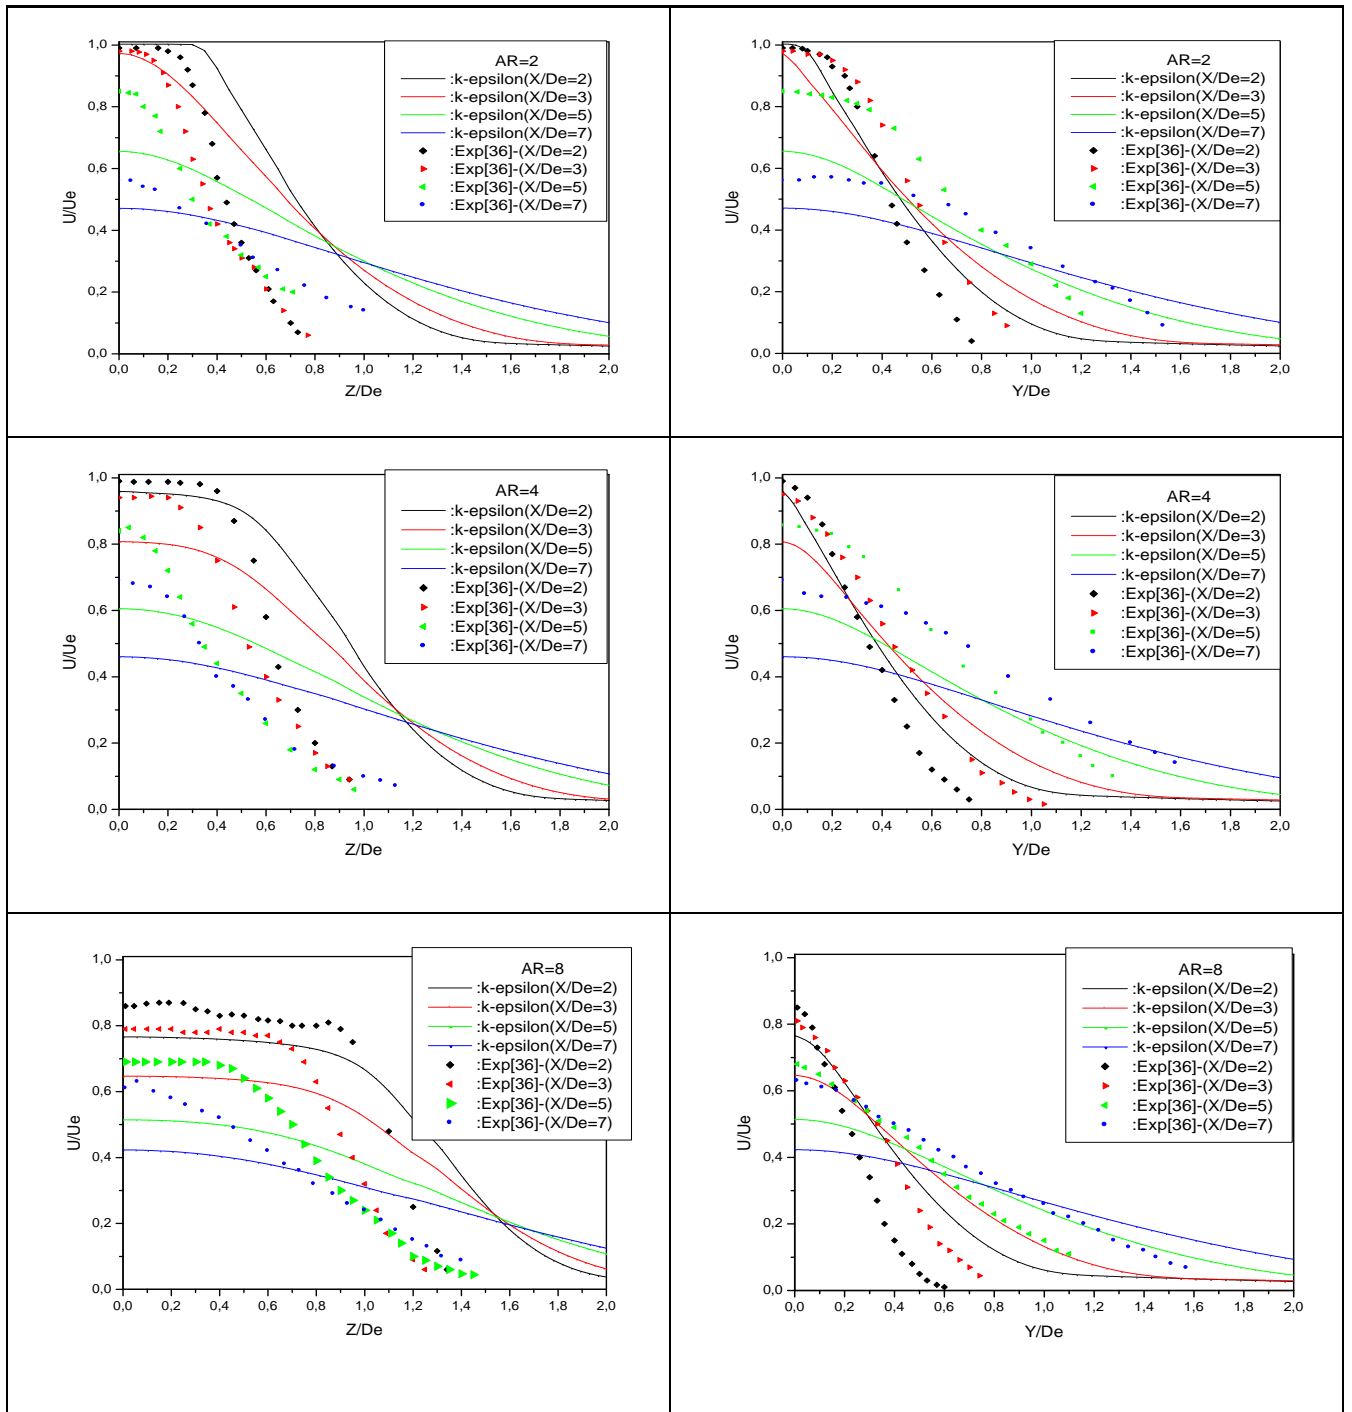 AR=2
:k-epsilon(X/De=2)
:k-epsilon(X/De=3)
:k-epsilon(X/De=5)
:k-epsilon(X/De=7)
:Exp[36]-(X/De=2)
:Exp[36]-(X/De=3)
:Exp[36]-(X/De=5)
:Exp[36]-(X/De=7)
U/Ue
1,0
0,8
0,6
0,4
0,2
0,0
0,0 0,2 0,4 0,6 0,8 1,0 1,2 1,4 1,6 1,8 2,0
Z/De
AR=2
:k-epsilon(X/De=2)
:k-epsilon(X/De=3)
:k-epsilon(X/De=5)
:k-epsilon(X/De=7)
:Exp[36]-(X/De=2)
:Exp[36]-(X/De=3)
:Exp[36]-(X/De=5)
:Exp[36]-(X/De=7)
U/Ue
1,0
0,8
0,6
0,4
0,2
0,0
0,0 0,2 0,4 0,6 0,8 1,0 1,2 1,4 1,6 1,8 2,0
Y/De
AR=4
:k-epsilon(X/De=2)
:k-epsilon(X/De=3)
:k-epsilon(X/De=5)
:k-epsilon(X/De=7)
:Exp[36]-(X/De=2)
:Exp[36]-(X/De=3)
:Exp[36]-(X/De=5)
:Exp[36]-(X/De=7)
U/Ue
1,0
0,8
0,6
0,4
0,2
0,0
0,0 0,2 0,4 0,6 0,8 1,0 1,2 1,4 1,6 1,8 2,0
Z/De
AR=4
:k-epsilon(X/De=2)
:k-epsilon(X/De=3)
:k-epsilon(X/De=5)
:k-epsilon(X/De=7)
:Exp[36]-(X/De=2)
:Exp[36]-(X/De=3)
:Exp[36]-(X/De=5)
:Exp[36]-(X/De=7)
U/Ue
1,0
0,8
0,6
0,4
0,2
0,0
0,0 0,2 0,4 0,6 0,8 1,0 1,2 1,4 1,6 1,8 2,0
Y/De
AR=8
:k-epsilon(X/De=2)
:k-epsilon(X/De=3)
:k-epsilon(X/De=5)
:k-epsilon(X/De=7)
:Exp[36]-(X/De=2)
:Exp[36]-(X/De=3)
:Exp[36]-(X/De=5)
:Exp[36]-(X/De=7)
U/Ue
1,0
0,8
0,6
0,4
0,2
0,0
0,0 0,2 0,4 0,6 0,8 1,0 1,2 1,4 1,6 1,8 2,0
Z/De
AR=8
:k-epsilon(X/De=2)
:k-epsilon(X/De=3)
:k-epsilon(X/De=5)
:k-epsilon(X/De=7)
:Exp[36]-(X/De=2)
:Exp[36]-(X/De=3)
:Exp[36]-(X/De=5)
:Exp[36]-(X/De=7)
U/Ue
1,0
0,8
0,6
0,4
0,2
0,0
0,0 0,2 0,4 0,6 0,8 1,0 1,2 1,4 1,6 1,8 2,0
Y/De